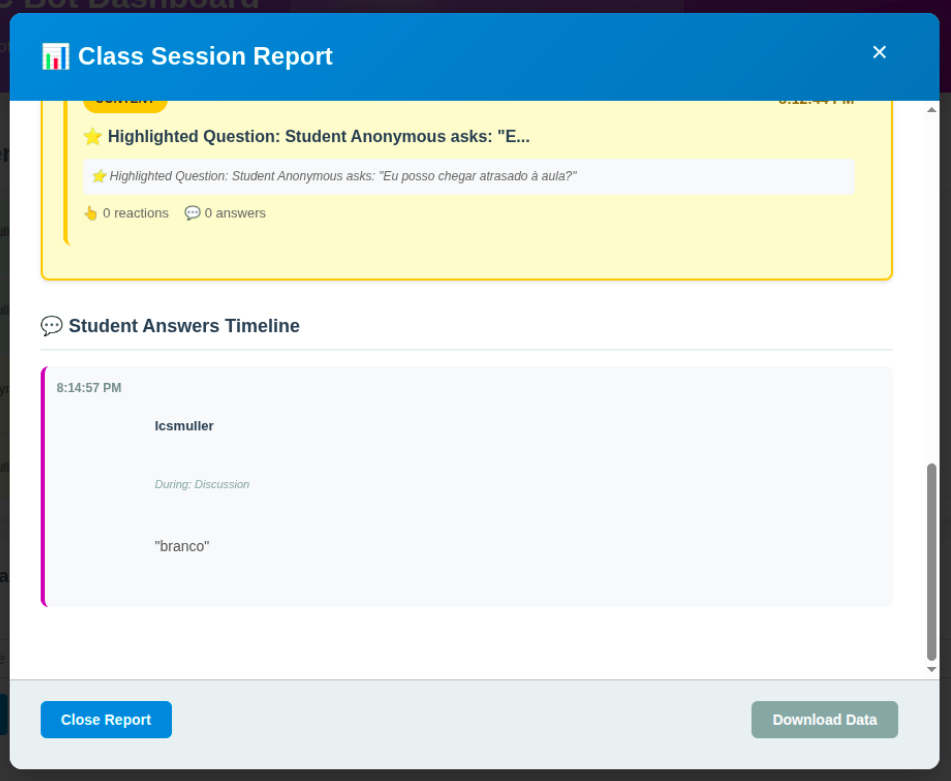 Bot Dashboard
📊 Class Session Report
✕
CONTENT
8:12:44 PM
⭐ Highlighted Question: Student Anonymous asks: "E...
⭐ Highlighted Question: Student Anonymous asks: "Eu posso chegar atrasado à aula?"
👆 0 reactions 💬 0 answers
💬 Student Answers Timeline
8:14:57 PM
lcsmuller
During: Discussion
"branco"
Close Report
Download Data